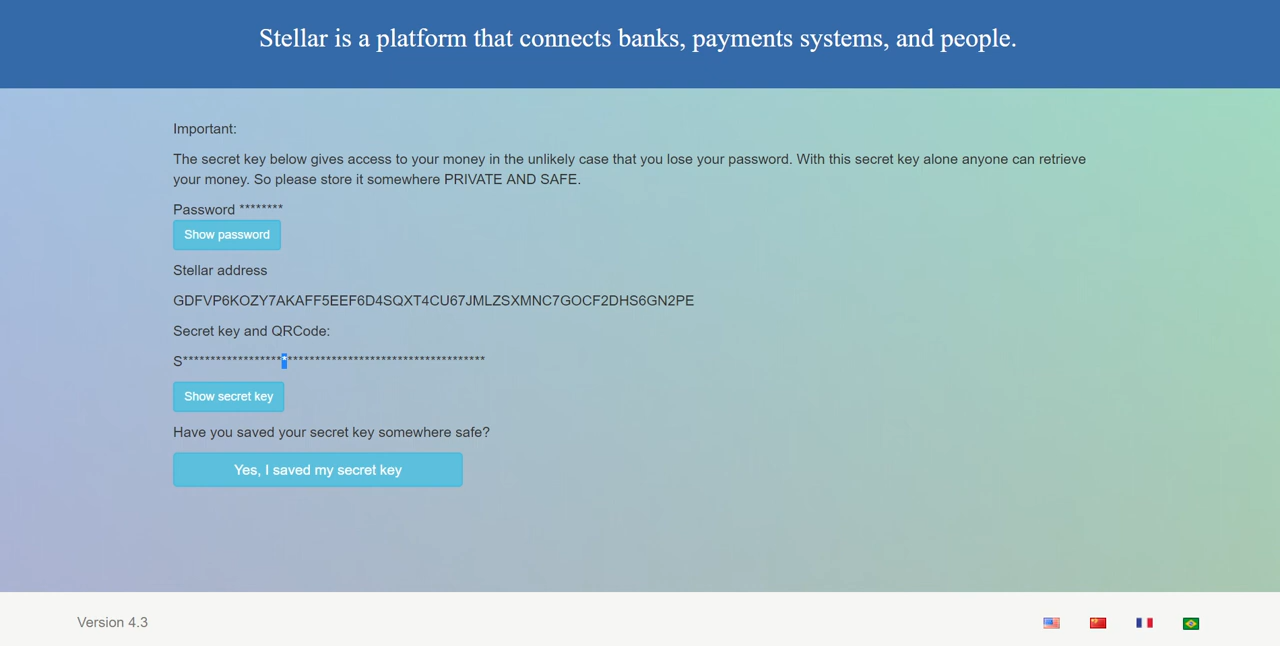 Stellar is a platform that connects banks, payments systems, and people.
Important:
The secret key below gives access to your money in the unlikely case that you lose your password. With this secret key alone anyone can retrieve
your money. So please store it somewhere PRIVATE AND SAFE.
Password ********
Show password
Stellar address
GDFVP6KOZY7AKAFF5EEF6D4SQXT4CU67JMLZSXMNC7GOCF2DHS6GN2PE
Secret key and QRCode:
S*******************************************************
Show secret key
Have you saved your secret key somewhere safe?
Yes, I saved my secret key
Version 4.3